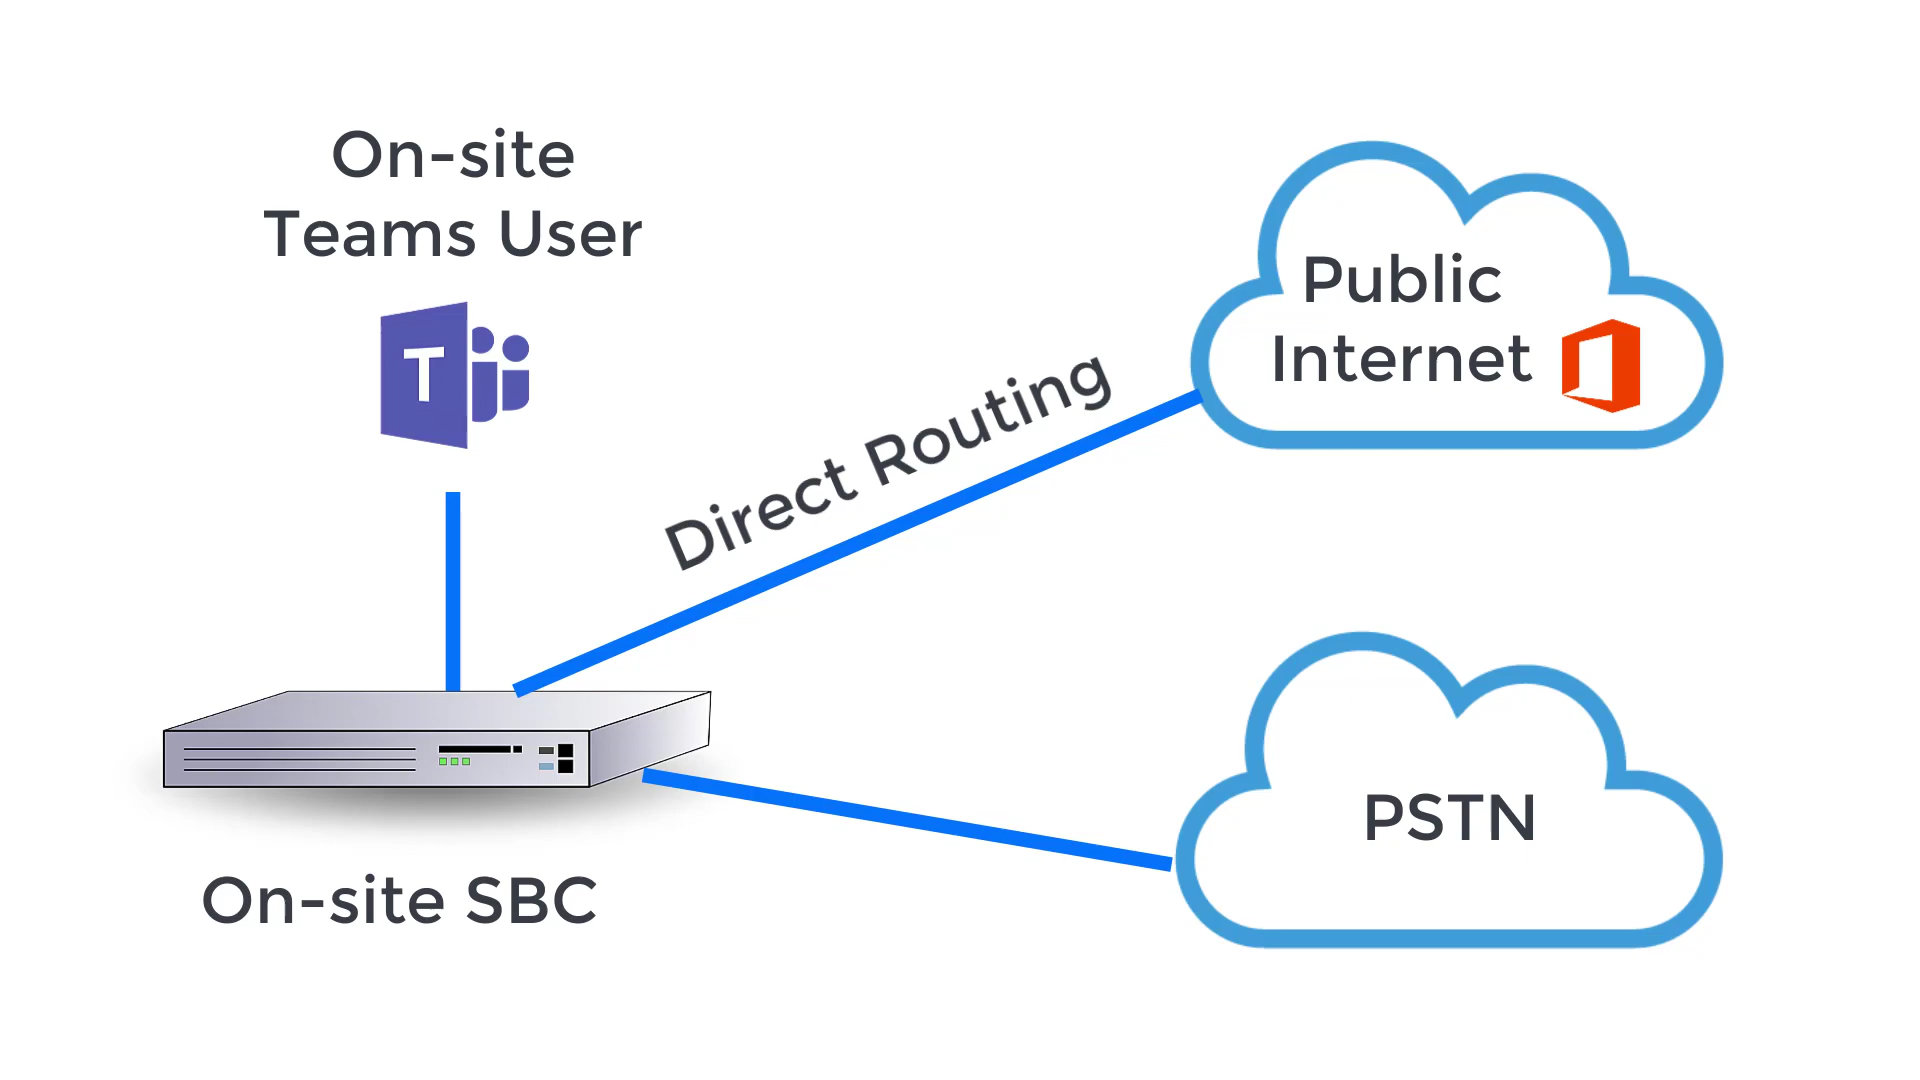 On-site
Teams User
T
Public
Internet
Direct Routing
PSTN
On-site SBC